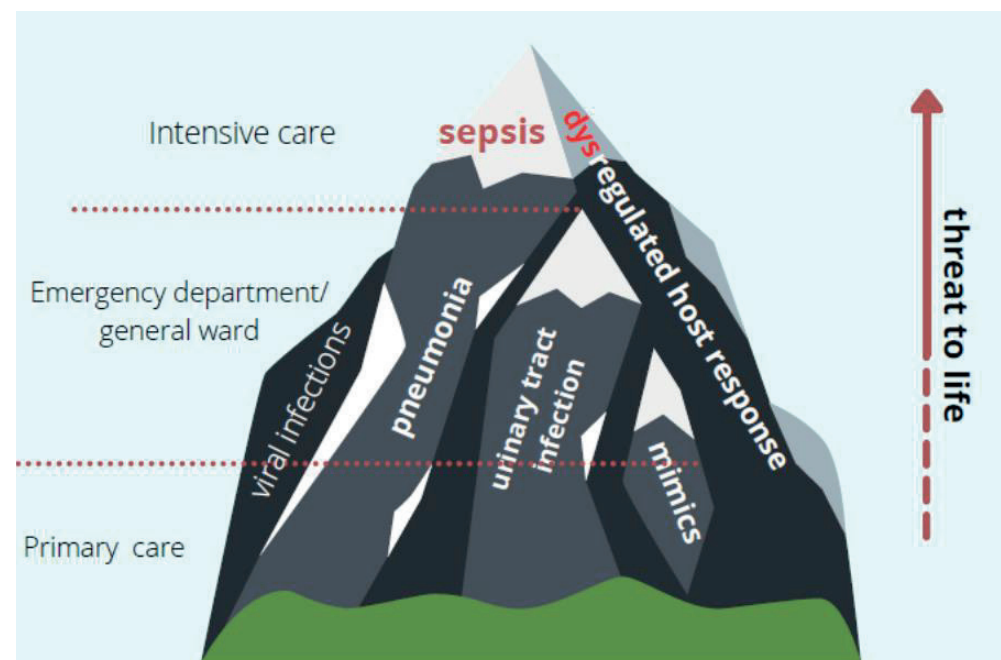 Intensive care
sepsis
dysregulated host response
Emergency department/
general ward
viral infections
pneumonia
urinary tract
infection
mimics
Primary care
threat to life